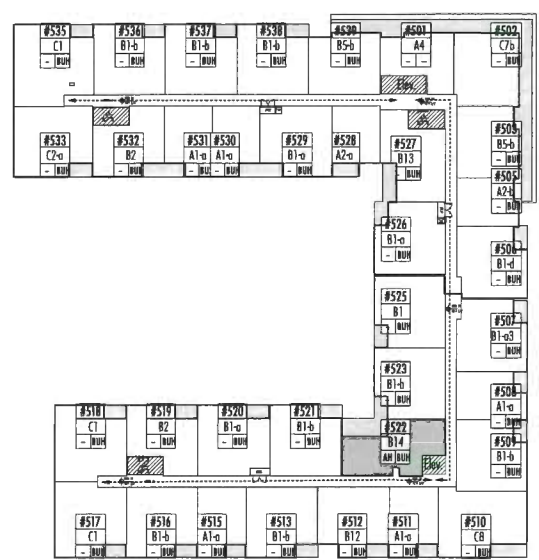 #535 #536 #537 #538 #539 #501 #502
C1 B1-b B1-b B1-b B5-b A4 C7b
- BUH - BUH - BUH - BUH - BUH - BUH - BUH
Elev.
#533 #532 #531 #530 #529 #528 #527 #503
C2-a B2 A1-a A1-a B1-a A2-a B13 B5-b
- BUH - BUH - BUH - BUH - BUH - BUH - BUH - BUH
#505
A2-b
- BUH
#526 #506
B1-a B1-d
- BUH - BUH
#525 #507
B1 B1-a3
- BUH - BUH
#523 #508
B1-b A1-a
- BUH - BUH
#518 #519 #520 #521 #522 #509
C1 B2 B1-a B1-b B14 B1-b
- BUH - BUH - BUH - BUH AH BUH - BUH
Elev.
#517 #516 #515 #513 #512 #511 #510
C1 B1-b A1-a B1-b B12 A1-a C8
- BUH - BUH - BUH - BUH - BUH - BUH - BUH